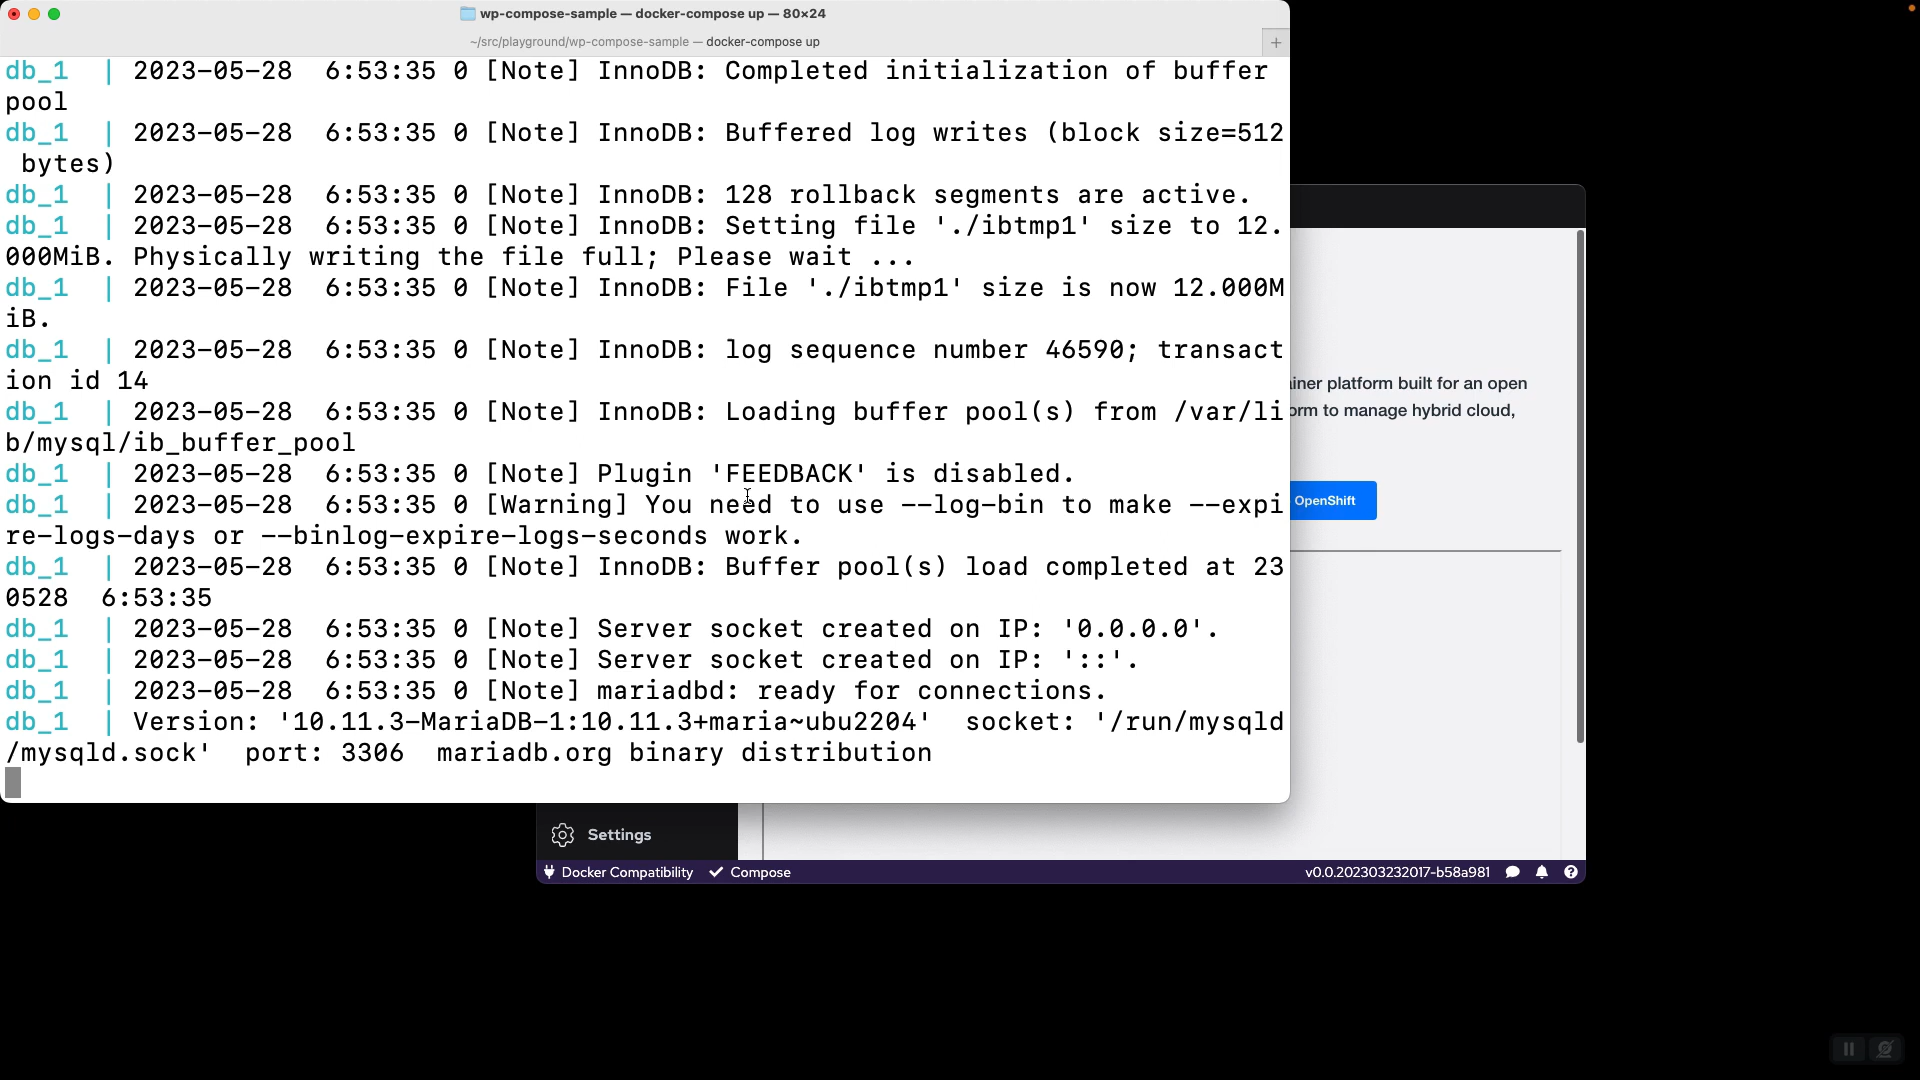 wp-compose-sample — docker-compose up — 80×24
~/src/playground/wp-compose-sample — docker-compose up
db_1  | 2023-05-28  6:53:35 0 [Note] InnoDB: Completed initialization of buffer
pool
db_1  | 2023-05-28  6:53:35 0 [Note] InnoDB: Buffered log writes (block size=512
 bytes)
db_1  | 2023-05-28  6:53:35 0 [Note] InnoDB: 128 rollback segments are active.
db_1  | 2023-05-28  6:53:35 0 [Note] InnoDB: Setting file './ibtmp1' size to 12.
000MiB. Physically writing the file full; Please wait ...
db_1  | 2023-05-28  6:53:35 0 [Note] InnoDB: File './ibtmp1' size is now 12.000M
iB.
db_1  | 2023-05-28  6:53:35 0 [Note] InnoDB: log sequence number 46590; transact
ion id 14
db_1  | 2023-05-28  6:53:35 0 [Note] InnoDB: Loading buffer pool(s) from /var/li
b/mysql/ib_buffer_pool
db_1  | 2023-05-28  6:53:35 0 [Note] Plugin 'FEEDBACK' is disabled.
db_1  | 2023-05-28  6:53:35 0 [Warning] You need to use --log-bin to make --expi
re-logs-days or --binlog-expire-logs-seconds work.
db_1  | 2023-05-28  6:53:35 0 [Note] InnoDB: Buffer pool(s) load completed at 23
0528  6:53:35
db_1  | 2023-05-28  6:53:35 0 [Note] Server socket created on IP: '0.0.0.0'.
db_1  | 2023-05-28  6:53:35 0 [Note] Server socket created on IP: '::'.
db_1  | 2023-05-28  6:53:35 0 [Note] mariadbd: ready for connections.
db_1  | Version: '10.11.3-MariaDB-1:10.11.3+maria~ubu2204'  socket: '/run/mysqld
/mysqld.sock'  port: 3306  mariadb.org binary distribution
platform built for an open
to manage hybrid cloud,
OpenShift
Settings
Docker Compatibility
Compose
v0.0.202303232017-b58a981